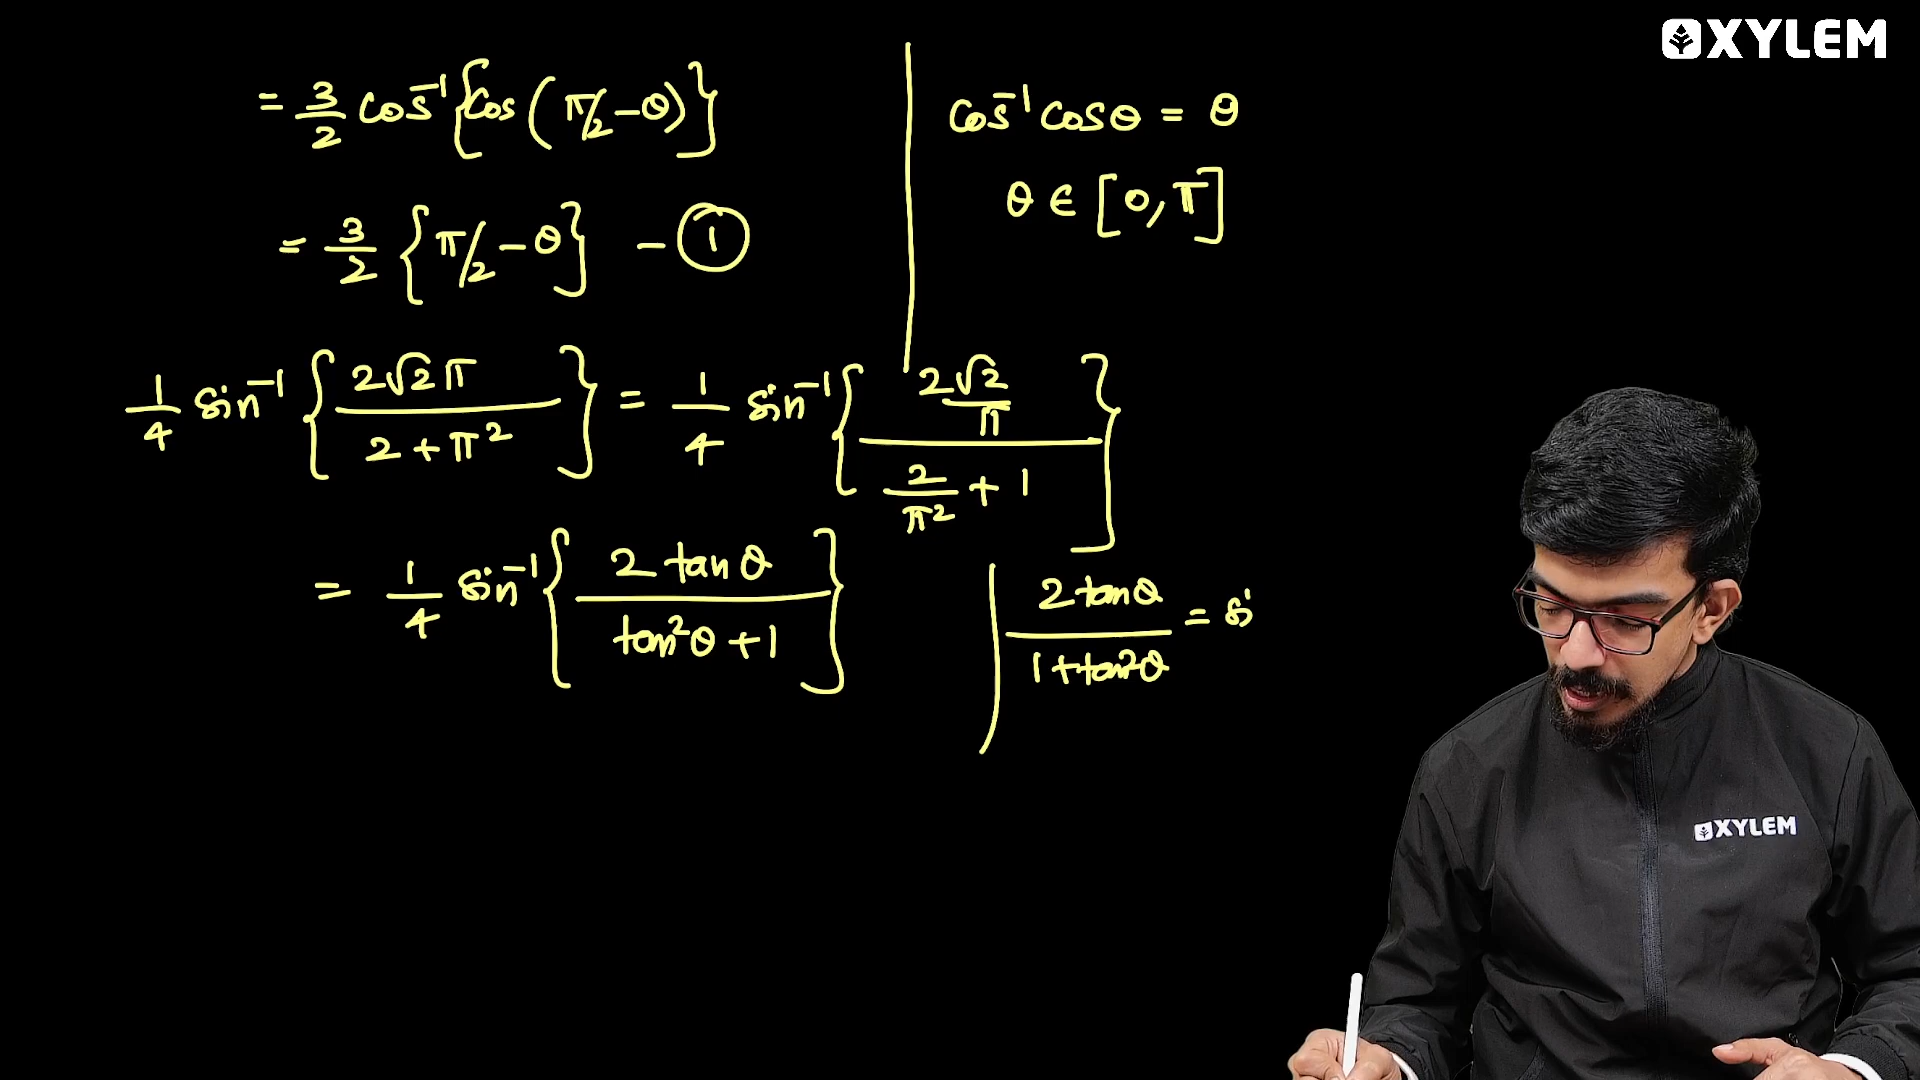 XYLEM
= 3/2 cos⁻¹{cos(π/2 – θ)}
= 3/2 {π/2 – θ} – ①
cos⁻¹ cosθ = θ
θ ∈ [0, π]
1/4 sin⁻¹{2√2 π / 2 + π²} = 1/4 sin⁻¹{2√2/π / 2/π² + 1}
= 1/4 sin⁻¹{2 tan θ / tan²θ + 1}
2 tanθ / 1 + tan²θ = si
XYLEM